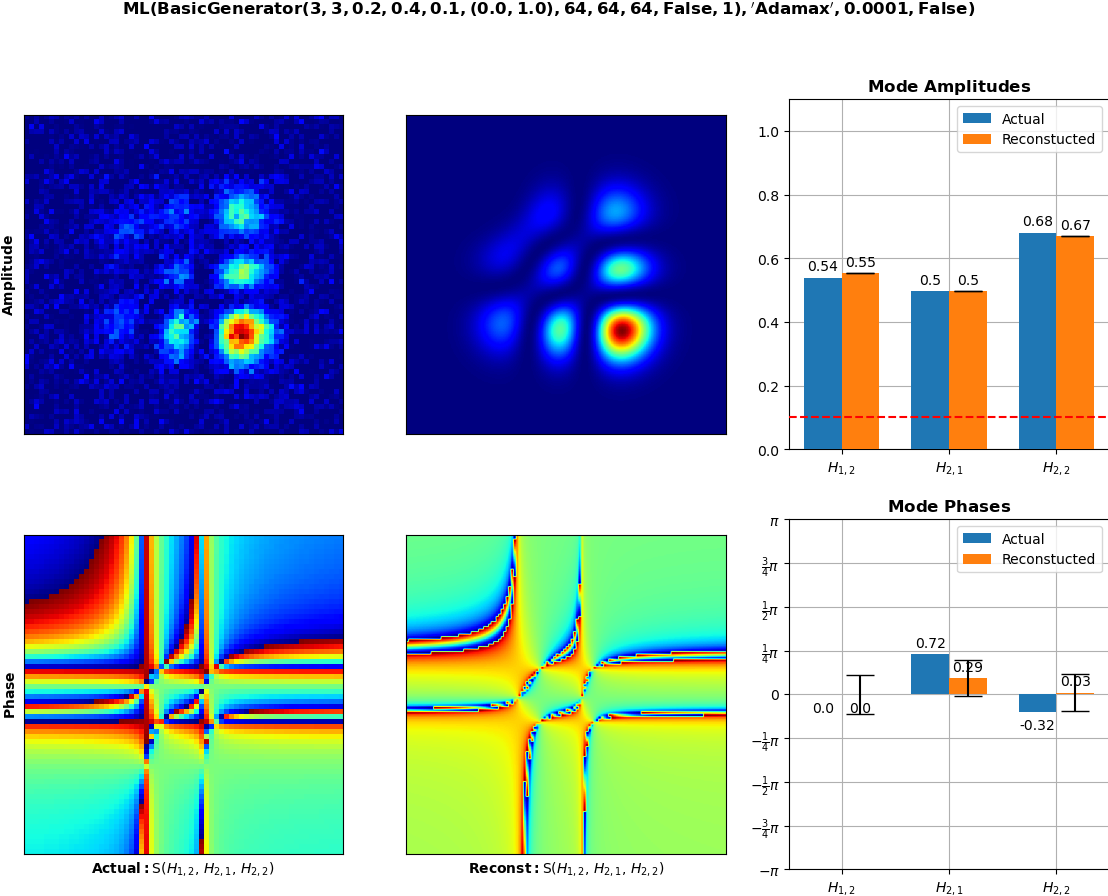 ML(BasicGenerator(3, 3, 0.2, 0.4, 0.1, (0.0, 1.0), 64, 64, 64, False, 1), ′Adamax′, 0.0001, False)
Amplitude
Mode Amplitudes
Actual
Reconstucted
1.0
0.8
0.6
0.4
0.2
0.0
0.54
0.55
0.5
0.5
0.68
0.67
H1, 2
H2, 1
H2, 2
Phase
Actual: S(H1, 2, H2, 1, H2, 2)
Reconst: S(H1, 2, H2, 1, H2, 2)
Mode Phases
Actual
Reconstucted
π
3/4π
1/2π
1/4π
0
−1/4π
−1/2π
−3/4π
−π
0.0
0.0
0.72
0.29
-0.32
0.03
H1, 2
H2, 1
H2, 2